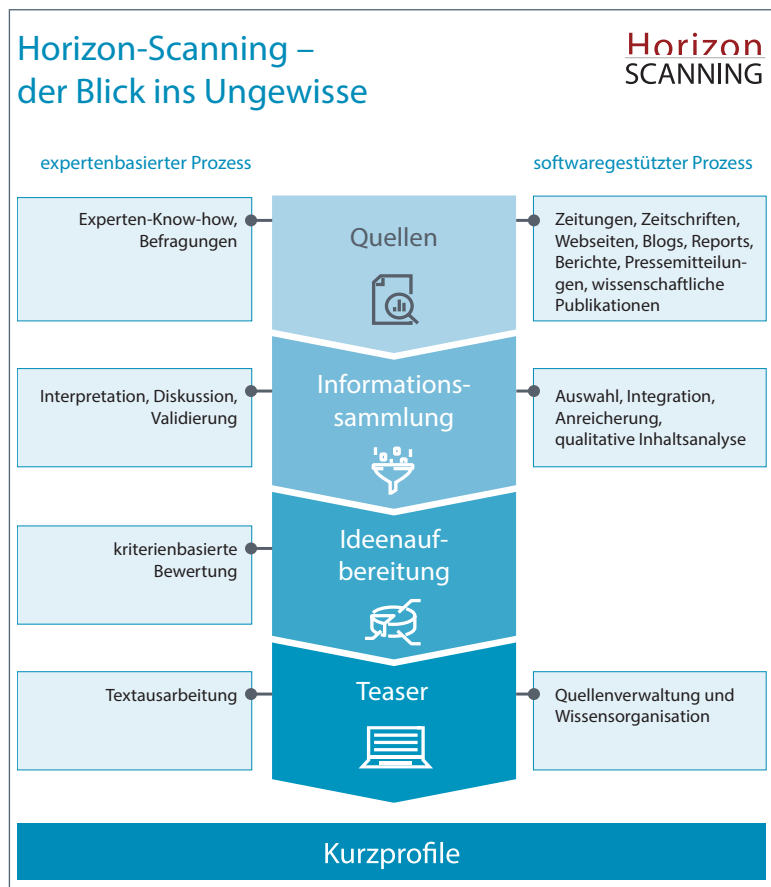 Horizon-Scanning –
der Blick ins Ungewisse
Horizon
SCANNING
expertenbasierter Prozess
softwaregestützter Prozess
Experten-Know-how,
Befragungen
Quellen
Zeitungen, Zeitschriften,
Webseiten, Blogs, Reports,
Berichte, Pressemitteilun-
gen, wissenschaftliche
Publikationen
Interpretation, Diskussion,
Validierung
Informations-
sammlung
Auswahl, Integration,
Anreicherung,
qualitative Inhaltsanalyse
kriterienbasierte
Bewertung
Ideenauf-
bereitung
Textausarbeitung
Teaser
Quellenverwaltung und
Wissensorganisation
Kurzprofile